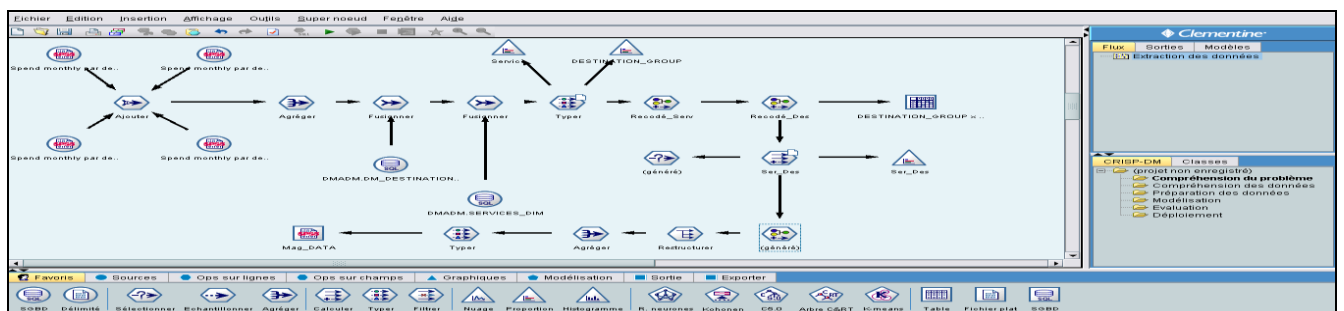 Fichier Edition Insertion Affichage Outils Supernoeud Fenêtre Aide
Clementine
Flux Sorties Modèles
Extraction des données
Spend monthly par de..
Spend monthly par de..
Service
DESTINATION_GROUP
Ajouter
Agréger
Fusionner
Fusionner
Typer
Recodé_Serv
Recodé_Des
DESTINATION_GROUP x ...
Spend monthly par de..
Spend monthly par de..
DMADM.DM_DESTINATION...
(généré)
Ser_Des
Ser_Des
DMADM.SERVICES_DIM
Mag_DATA
Typer
Agréger
Restructurer
(généré)
CRISP-DM Classes
(projet non enregistré)
Compréhension du problème
Compréhension des données
Préparation des données
Modélisation
Evaluation
Déploiement
Favoris Sources Ops sur lignes Ops sur champs Graphiques Modélisation Sortie Exporter
SGBD Délimité Sélectionner Echantillonner Agréger Calculer Typer Filtrer Nuage Proportion Histogramme R. neurones Kohonen C5.0 Arbre C&RT K-means Table Fichier plat SGBD